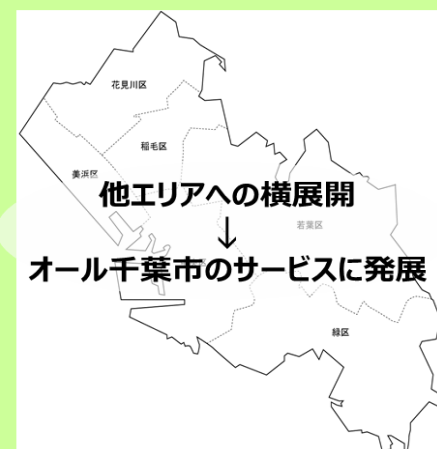 花見川区
稲毛区
美浜区
他エリアへの横展開
若葉区
↓
オール千葉市のサービスに発展
緑区